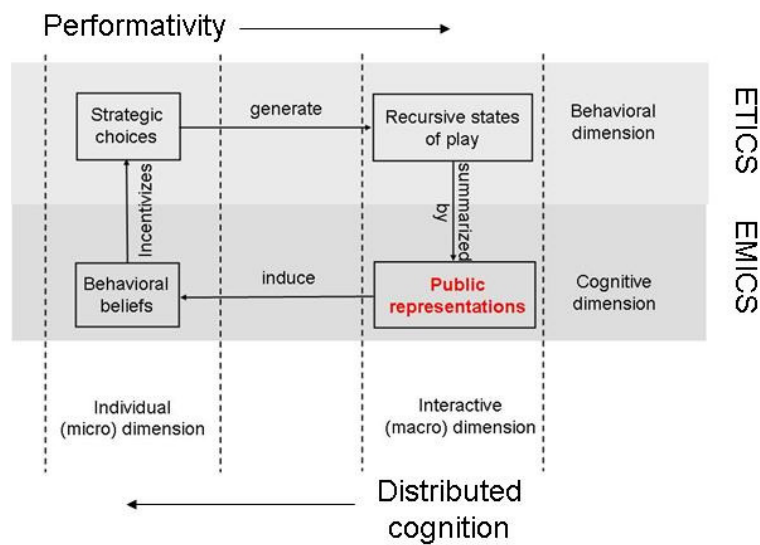 Performativity
Strategic
choices
generate
Recursive states
of play
Behavioral
dimension
ETICS
Incentivizes
summarized
by
Behavioral
beliefs
induce
Public
representations
Cognitive
dimension
EMICS
Individual
(micro) dimension
Interactive
(macro) dimension
Distributed
cognition